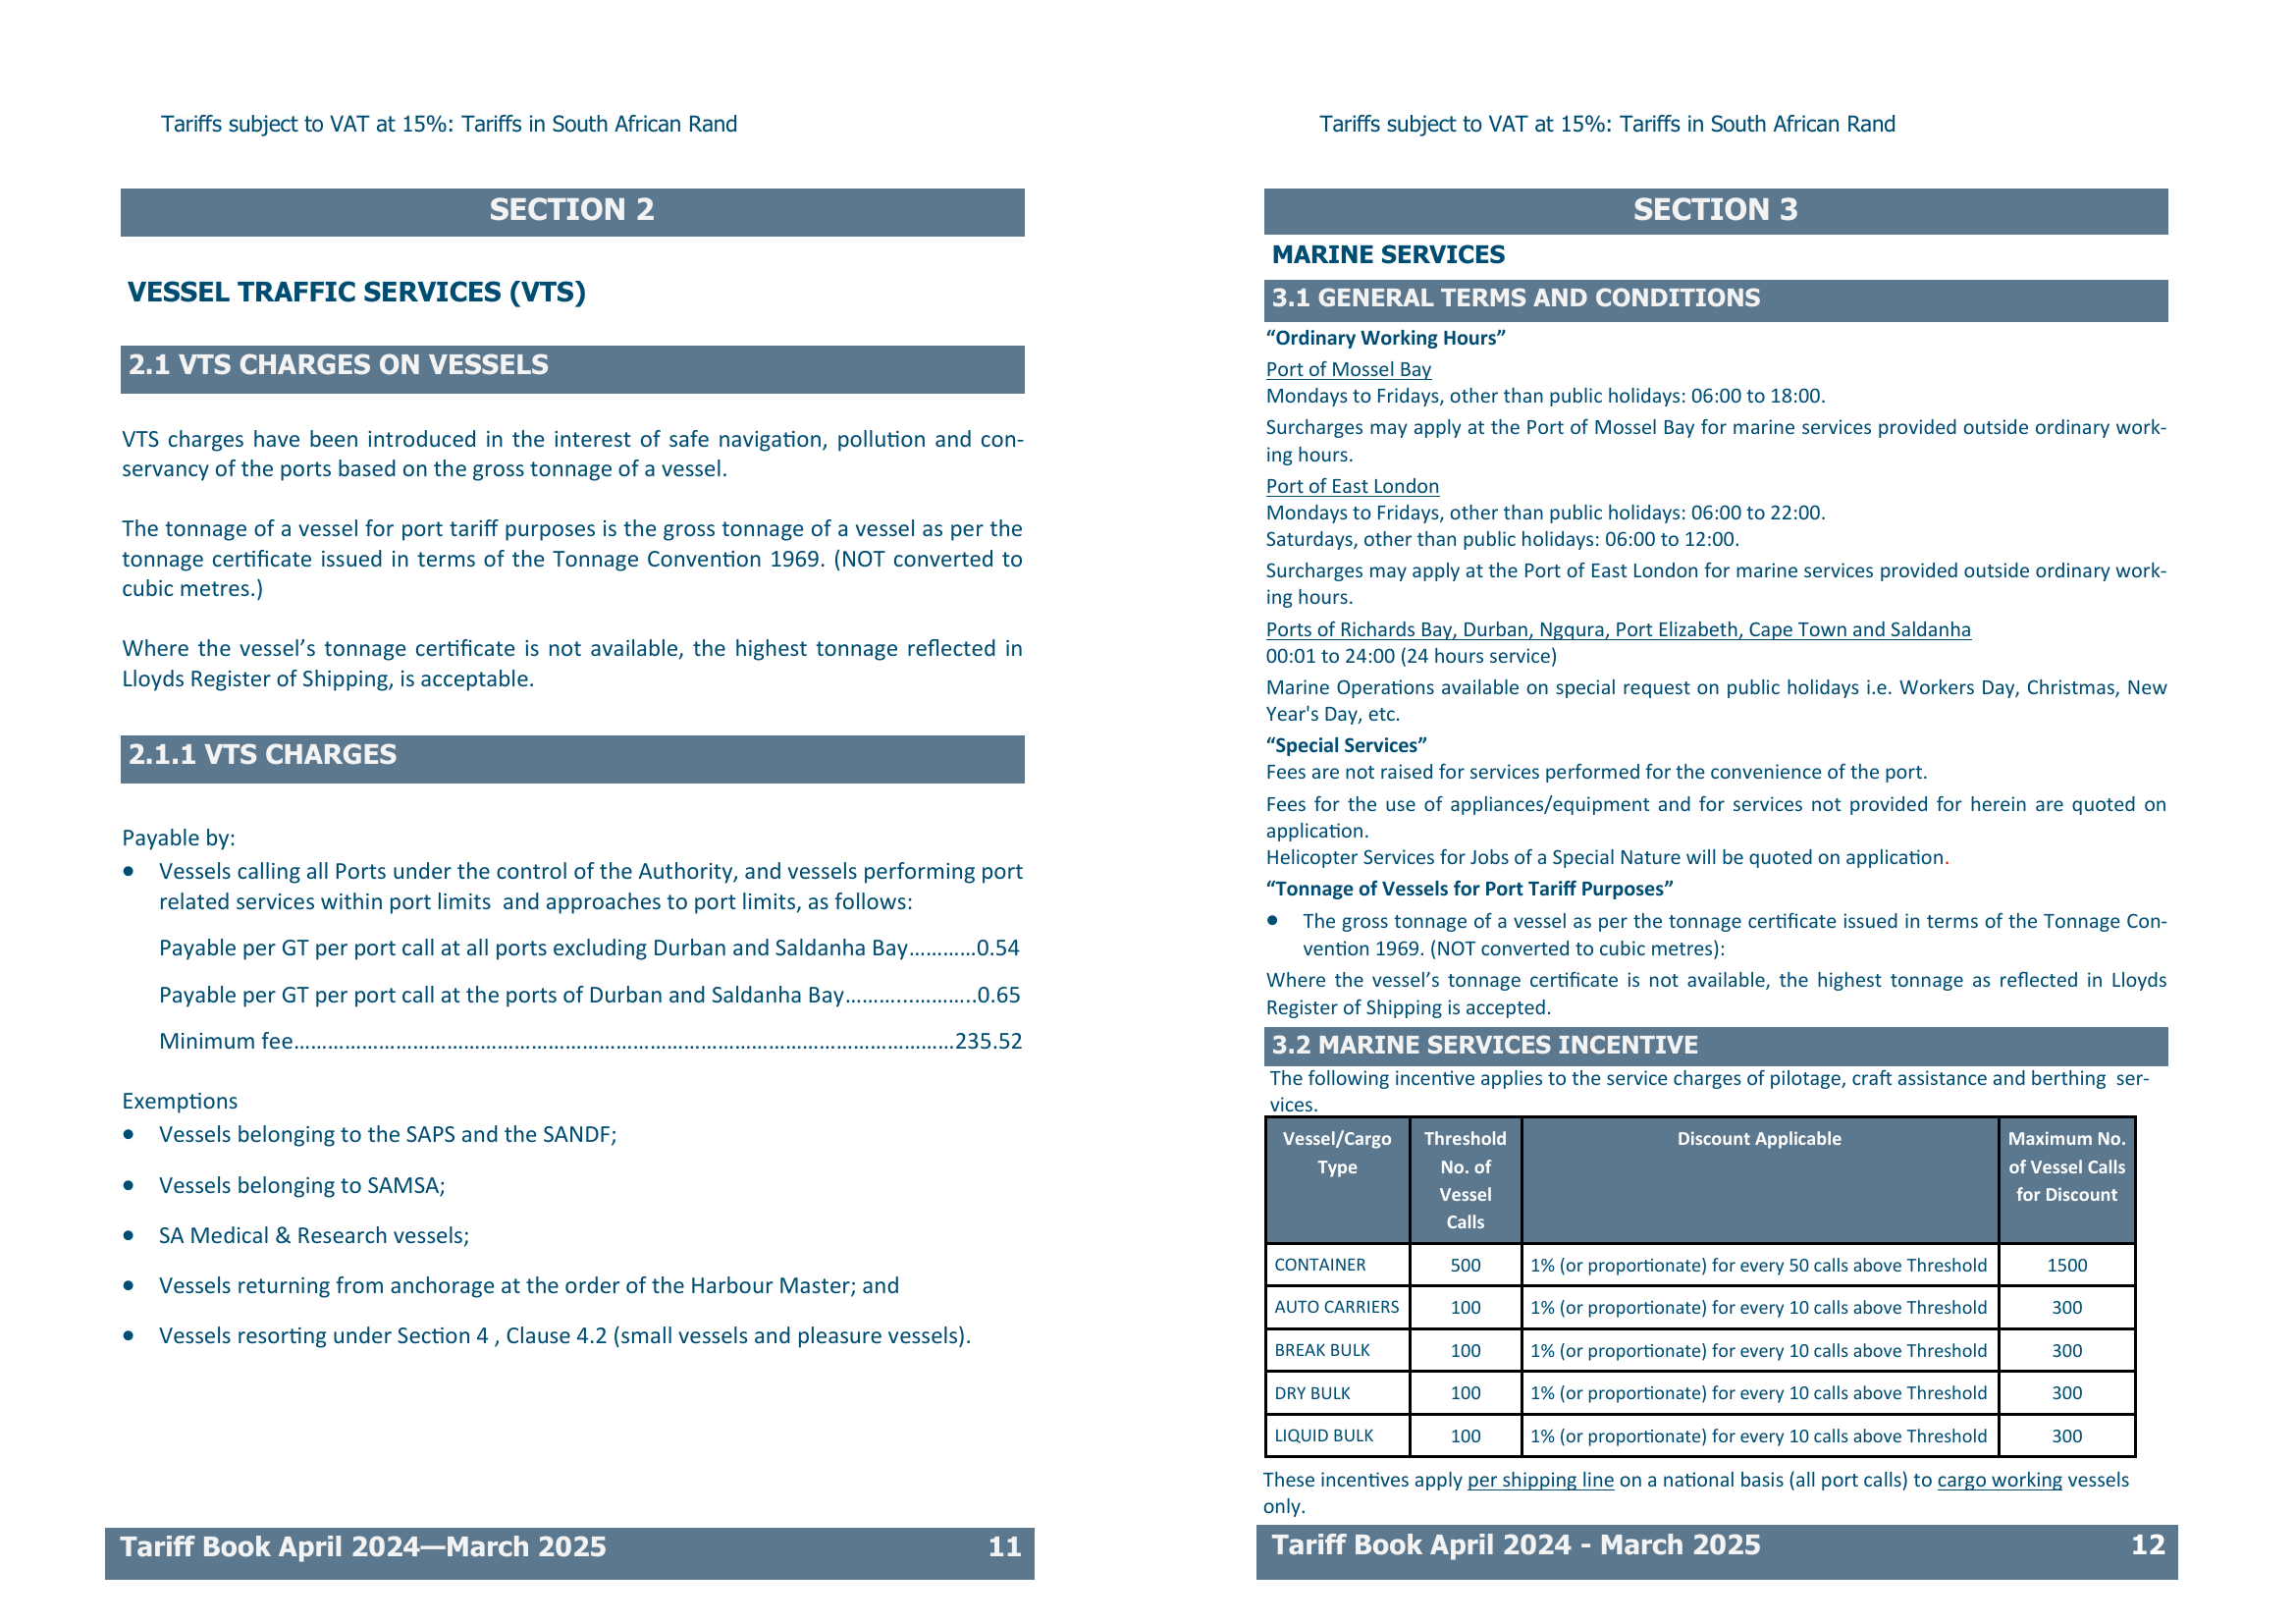 Tariffs subject to VAT at 15%: Tariffs in South African Rand
SECTION 2
VESSEL TRAFFIC SERVICES (VTS)
2.1 VTS CHARGES ON VESSELS
VTS charges have been introduced in the interest of safe navigation, pollution and con-
servancy of the ports based on the gross tonnage of a vessel.
The tonnage of a vessel for port tariff purposes is the gross tonnage of a vessel as per the
tonnage certificate issued in terms of the Tonnage Convention 1969. (NOT converted to
cubic metres.)
Where the vessel’s tonnage certificate is not available, the highest tonnage reflected in
Lloyds Register of Shipping, is acceptable.
2.1.1 VTS CHARGES
Payable by:
• Vessels calling all Ports under the control of the Authority, and vessels performing port
related services within port limits and approaches to port limits, as follows:
Payable per GT per port call at all ports excluding Durban and Saldanha Bay…………0.54
Payable per GT per port call at the ports of Durban and Saldanha Bay………...………..0.65
Minimum fee………………………………………………………………………………………………………235.52
Exemptions
• Vessels belonging to the SAPS and the SANDF;
• Vessels belonging to SAMSA;
• SA Medical & Research vessels;
• Vessels returning from anchorage at the order of the Harbour Master; and
• Vessels resorting under Section 4 , Clause 4.2 (small vessels and pleasure vessels).
Tariff Book April 2024—March 2025 11
Tariffs subject to VAT at 15%: Tariffs in South African Rand
SECTION 3
MARINE SERVICES
3.1 GENERAL TERMS AND CONDITIONS
“Ordinary Working Hours”
Port of Mossel Bay
Mondays to Fridays, other than public holidays: 06:00 to 18:00.
Surcharges may apply at the Port of Mossel Bay for marine services provided outside ordinary work-
ing hours.
Port of East London
Mondays to Fridays, other than public holidays: 06:00 to 22:00.
Saturdays, other than public holidays: 06:00 to 12:00.
Surcharges may apply at the Port of East London for marine services provided outside ordinary work-
ing hours.
Ports of Richards Bay, Durban, Ngqura, Port Elizabeth, Cape Town and Saldanha
00:01 to 24:00 (24 hours service)
Marine Operations available on special request on public holidays i.e. Workers Day, Christmas, New
Year's Day, etc.
“Special Services”
Fees are not raised for services performed for the convenience of the port.
Fees for the use of appliances/equipment and for services not provided for herein are quoted on
application.
Helicopter Services for Jobs of a Special Nature will be quoted on application.
“Tonnage of Vessels for Port Tariff Purposes”
• The gross tonnage of a vessel as per the tonnage certificate issued in terms of the Tonnage Con-
vention 1969. (NOT converted to cubic metres):
Where the vessel’s tonnage certificate is not available, the highest tonnage as reflected in Lloyds
Register of Shipping is accepted.
3.2 MARINE SERVICES INCENTIVE
The following incentive applies to the service charges of pilotage, craft assistance and berthing ser-
vices.
Vessel/Cargo Type Threshold No. of Vessel Calls Discount Applicable Maximum No. of Vessel Calls for Discount
CONTAINER 500 1% (or proportionate) for every 50 calls above Threshold 1500
AUTO CARRIERS 100 1% (or proportionate) for every 10 calls above Threshold 300
BREAK BULK 100 1% (or proportionate) for every 10 calls above Threshold 300
DRY BULK 100 1% (or proportionate) for every 10 calls above Threshold 300
LIQUID BULK 100 1% (or proportionate) for every 10 calls above Threshold 300
These incentives apply per shipping line on a national basis (all port calls) to cargo working vessels
only.
Tariff Book April 2024 - March 2025 12